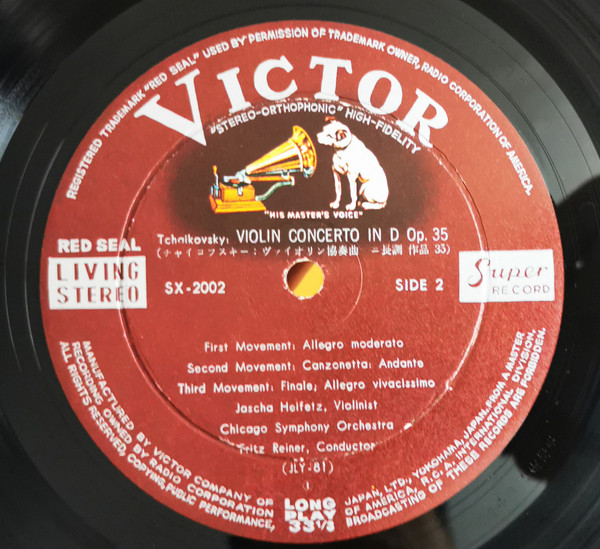 REGISTERED TRADEMARK "RED SEAL" USED BY PERMISSION OF TRADEMARK OWNER, RADIO CORPORATION OF AMERICA.
VICTOR
"STEREO-ORTHOPHONIC" HIGH-FIDELITY
"HIS MASTER'S VOICE"
Tchaikovsky; VIOLIN CONCERTO IN D Op. 35
(チャイコフスキー：ヴァイオリン協奏曲 ニ長調 作品 35)
RED SEAL
LIVING
STEREO
SX-2002
SIDE 2
Super
RECORD
First Movement; Allegro moderato
Second Movement; Canzonetta; Andante
Third Movement; Finale; Allegro vivacissimo
Jascha Heifetz, Violinist
Chicago Symphony Orchestra
Fritz Reiner, Conductor
(JLY-81)
MANUFACTURED BY VICTOR COMPANY OF JAPAN, LTD., YOKOHAMA, JAPAN. FROM A MASTER
RECORDING OWNED BY RADIO CORPORATION OF AMERICA, R.C.A. INTERNATIONAL DIVISION.
ALL RIGHTS RESERVED, COPYING, PUBLIC PERFORMANCE, BROADCASTING OF THESE RECORDS ARE FORBIDDEN.
LONG
PLAY
33 1/3